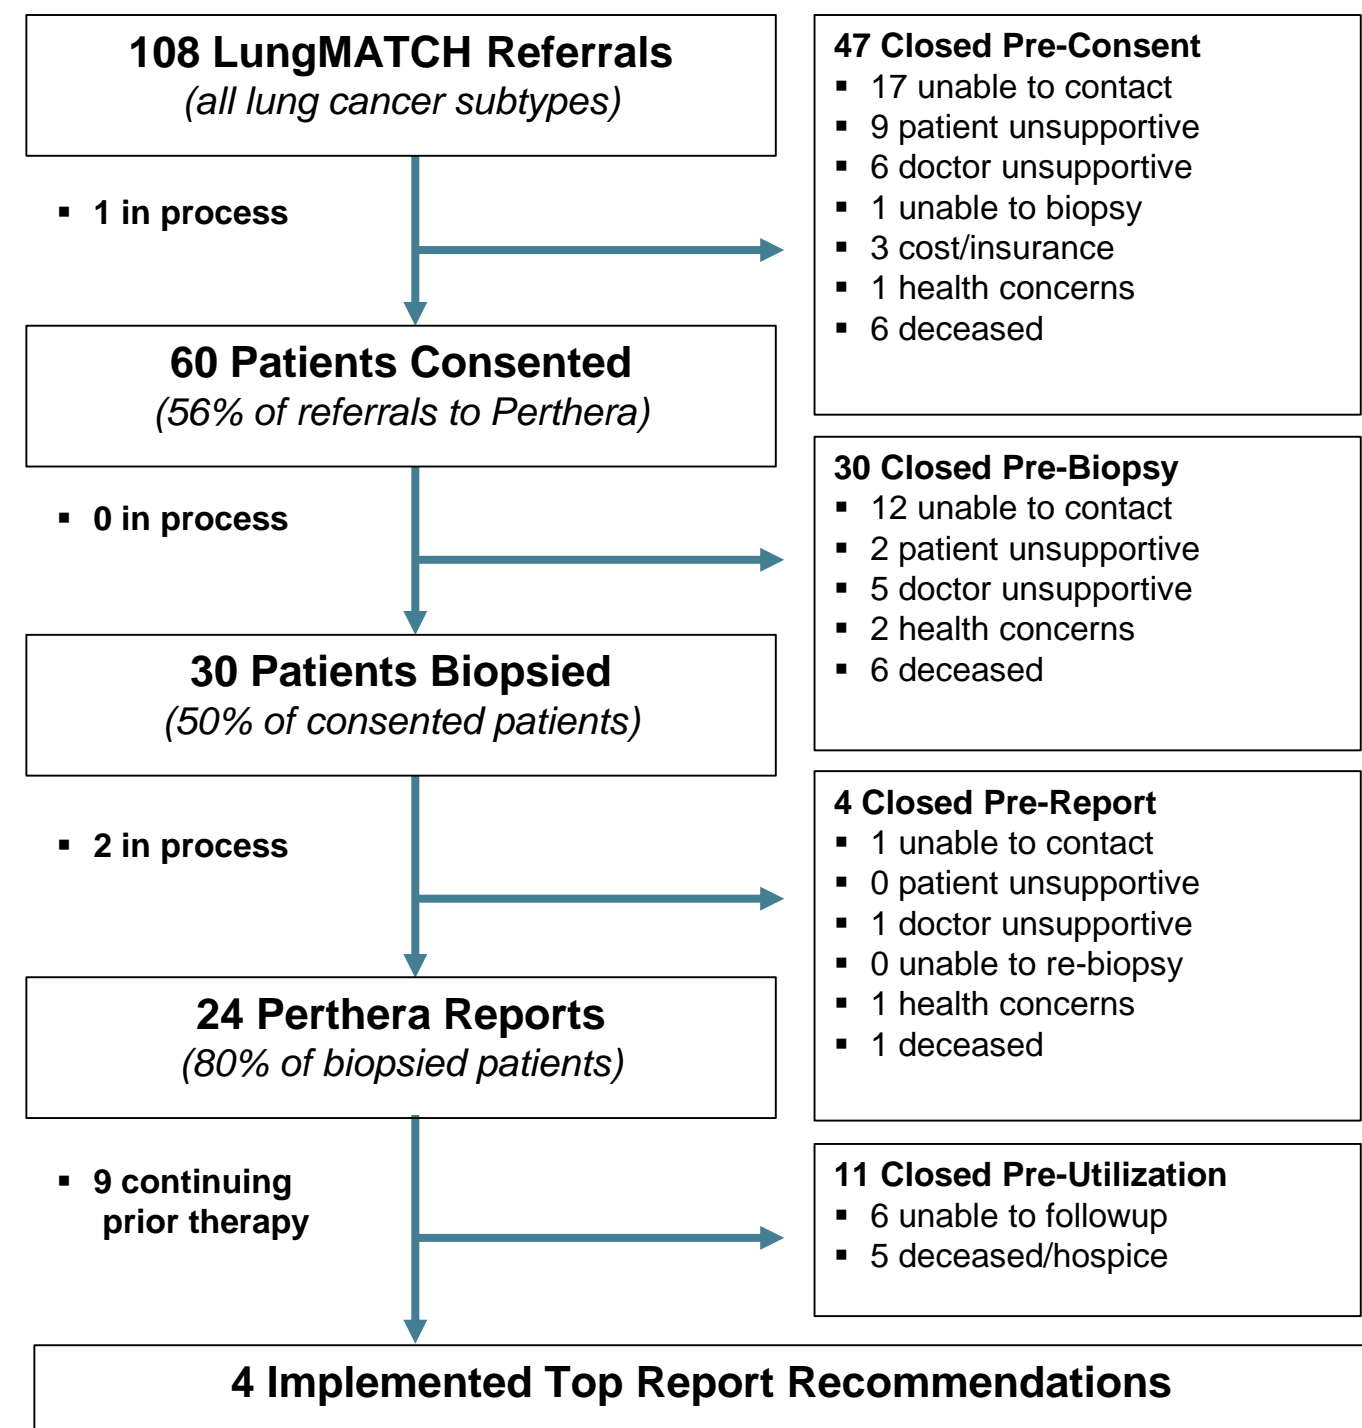 108 LungMATCH Referrals
(all lung cancer subtypes)
47 Closed Pre-Consent
▪ 17 unable to contact
▪ 9 patient unsupportive
▪ 6 doctor unsupportive
▪ 1 unable to biopsy
▪ 3 cost/insurance
▪ 1 health concerns
▪ 6 deceased
▪ 1 in process
60 Patients Consented
(56% of referrals to Perthera)
30 Closed Pre-Biopsy
▪ 12 unable to contact
▪ 2 patient unsupportive
▪ 5 doctor unsupportive
▪ 2 health concerns
▪ 6 deceased
▪ 0 in process
30 Patients Biopsied
(50% of consented patients)
4 Closed Pre-Report
▪ 1 unable to contact
▪ 0 patient unsupportive
▪ 1 doctor unsupportive
▪ 0 unable to re-biopsy
▪ 1 health concerns
▪ 1 deceased
▪ 2 in process
24 Perthera Reports
(80% of biopsied patients)
11 Closed Pre-Utilization
▪ 6 unable to followup
▪ 5 deceased/hospice
▪ 9 continuing
prior therapy
4 Implemented Top Report Recommendations